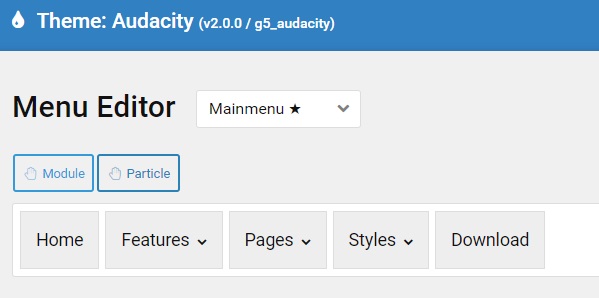 Theme: Audacity (v2.0.0 / g5_audacity)
Menu Editor
Mainmenu ★
Module Particle
Home Features Pages Styles Download